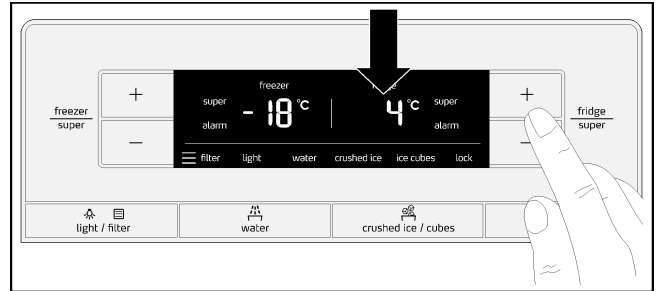 freezer
super
+
−
freezer
super
alarm
- 18 °C
4 °C
super
alarm
filter
light
water
crushed ice
ice cubes
lock
+
−
fridge
super
light / filter
water
crushed ice / cubes